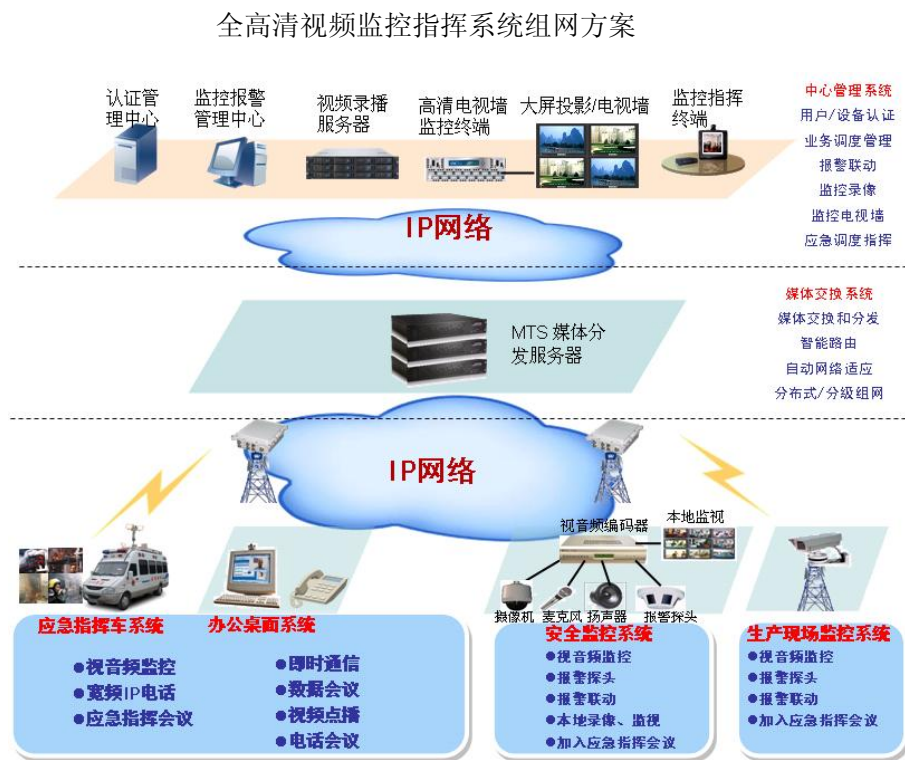 全高清视频监控指挥系统组网方案
认证管
理中心
监控报警
管理中心
视频录播
服务器
高清电视墙
监控终端
大屏投影/电视墙
监控指挥
终端
中心管理系统
用户/设备认证
业务调度管理
报警联动
监控录像
监控电视墙
应急调度指挥
IP网络
MTS 媒体分
发服务器
媒体交换系统
媒体交换和分发
智能路由
自动网络适应
分布式/分级组网
IP网络
视音频编码器
本地监视
摄像机
麦克风
扬声器
报警探头
应急指挥车系统
●视音频监控
●宽频IP电话
●应急指挥会议
办公桌面系统
●即时通信
●数据会议
●视频点播
●电话会议
安全监控系统
●视音频监控
●报警探头
●报警联动
●本地录像、监视
●加入应急指挥会议
生产现场监控系统
●视音频监控
●报警探头
●报警联动
●加入应急指挥会议